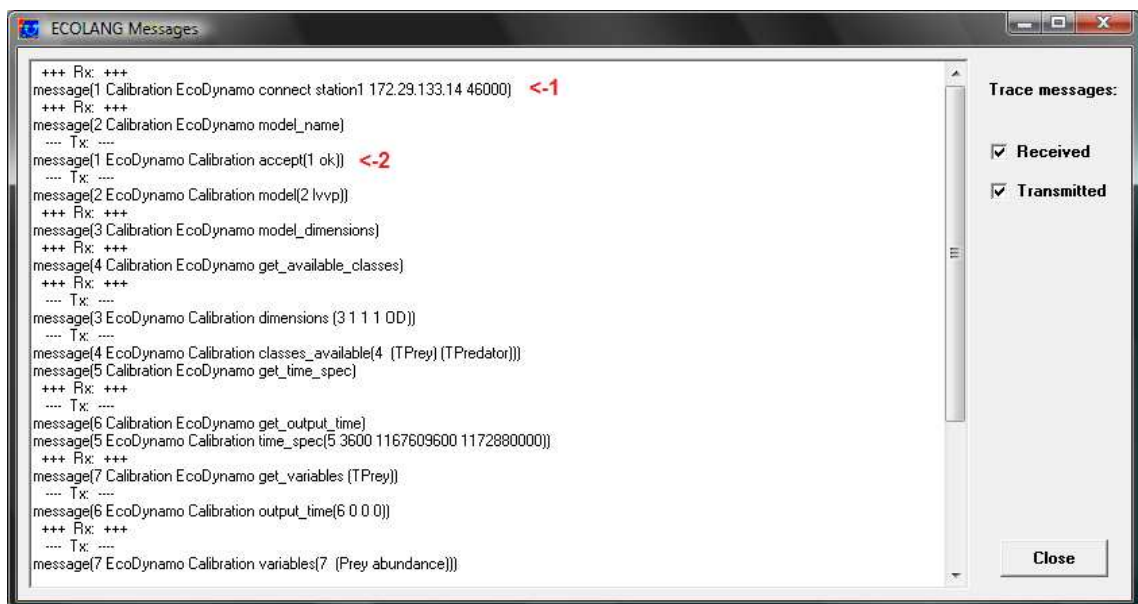 ECOLANG Messages
+++ Rx: +++
message(1 Calibration EcoDynamo connect station1 172.29.133.14 46000) <-1
+++ Rx: +++
message(2 Calibration EcoDynamo model_name)
---- Tx: ----
message(1 EcoDynamo Calibration accept(1 ok)) <-2
---- Tx: ----
message(2 EcoDynamo Calibration model(2 lvvp))
+++ Rx: +++
message(3 Calibration EcoDynamo model_dimensions)
+++ Rx: +++
message(4 Calibration EcoDynamo get_available_classes)
+++ Rx: +++
---- Tx: ----
message(3 EcoDynamo Calibration dimensions (3 1 1 1 0D))
---- Tx: ----
message(4 EcoDynamo Calibration classes_available(4  (TPrey) (TPredator)))
message(5 Calibration EcoDynamo get_time_spec)
+++ Rx: +++
---- Tx: ----
message(6 Calibration EcoDynamo get_output_time)
message(5 EcoDynamo Calibration time_spec(5 3600 1167609600 1172880000))
+++ Rx: +++
message(7 Calibration EcoDynamo get_variables (TPrey))
---- Tx: ----
message(6 EcoDynamo Calibration output_time(6 0 0 0))
+++ Rx: +++
---- Tx: ----
message(7 EcoDynamo Calibration variables(7  (Prey abundance)))
Trace messages:
Received
Transmitted
Close